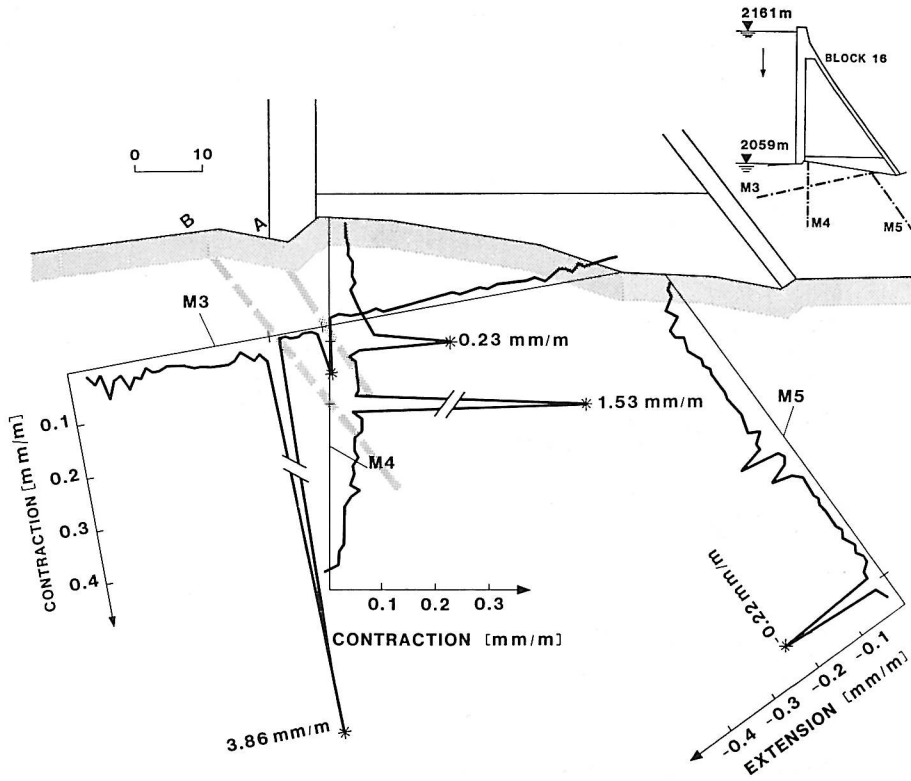 2161m
BLOCK 16
2059m
M3
M4
M5
0 10
B A
M3
0.23 mm/m
1.53 mm/m
M5
M4
0.1
0.2
0.3
0.4
CONTRACTION [mm/m]
0.1 0.2 0.3
CONTRACTION [mm/m]
3.86 mm/m
-0.22 mm/m
-0.1
-0.2
-0.3
-0.4
EXTENSION [mm/m]